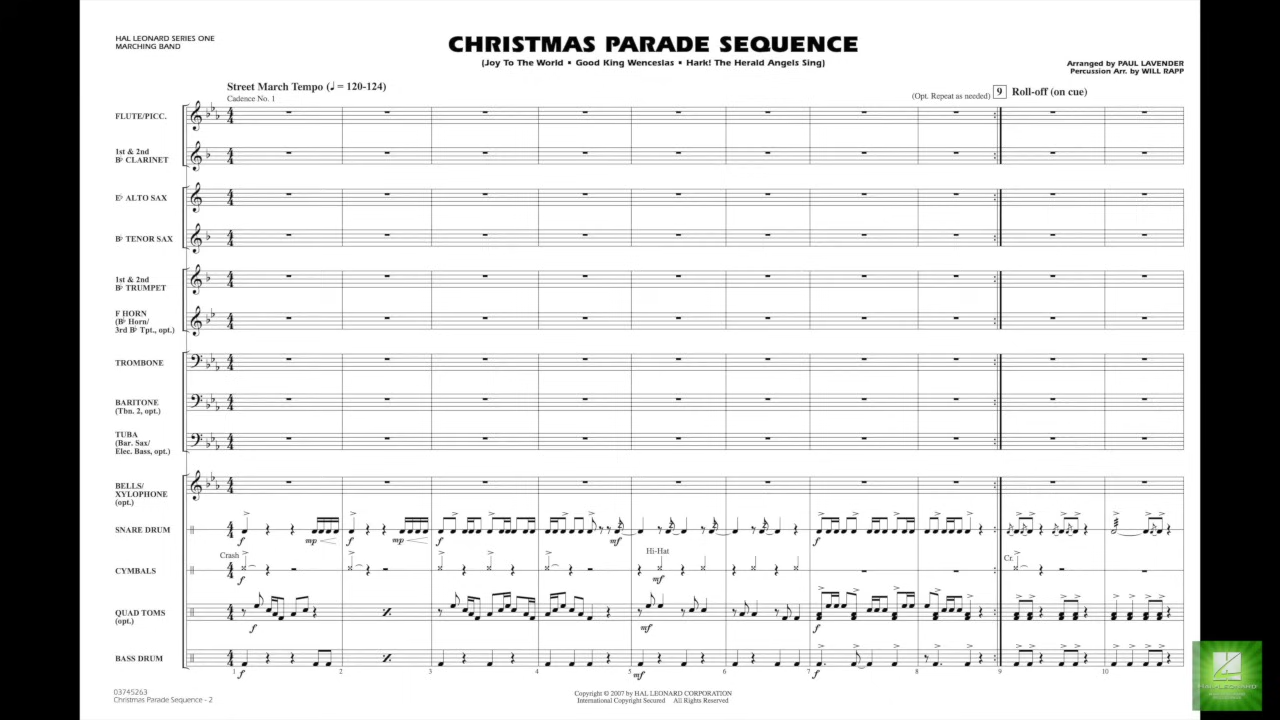 HAL LEONARD SERIES ONE
MARCHING BAND
CHRISTMAS PARADE SEQUENCE
(Joy To The World • Good King Wenceslas • Hark! The Herald Angels Sing)
Arranged by PAUL LAVENDER
Percussion Arr. by WILL RAPP
Street March Tempo (♩ = 120-124)
Cadence No. 1
(Opt. Repeat as needed) 9 Roll-off (on cue)
FLUTE/PICC.
1st & 2nd
B♭ CLARINET
E♭ ALTO SAX
B♭ TENOR SAX
1st & 2nd
B♭ TRUMPET
F HORN
(B♭ Horn/
3rd B♭ Tpt., opt.)
TROMBONE
BARITONE
(Tbn. 2, opt.)
TUBA
(Bar. Sax/
Elec. Bass, opt.)
BELLS/
XYLOPHONE
(opt.)
SNARE DRUM
f mp f mp f mf f
Crash Hi-Hat Cr.
CYMBALS
f mf f
QUAD TOMS
(opt.)
f mf f
BASS DRUM
f mf f
1 2 3 4 5 6 7 8 9 10
03745263
Christmas Parade Sequence - 2
Copyright © 2007 by HAL LEONARD CORPORATION
International Copyright Secured All Rights Reserved
HAL•LEONARD